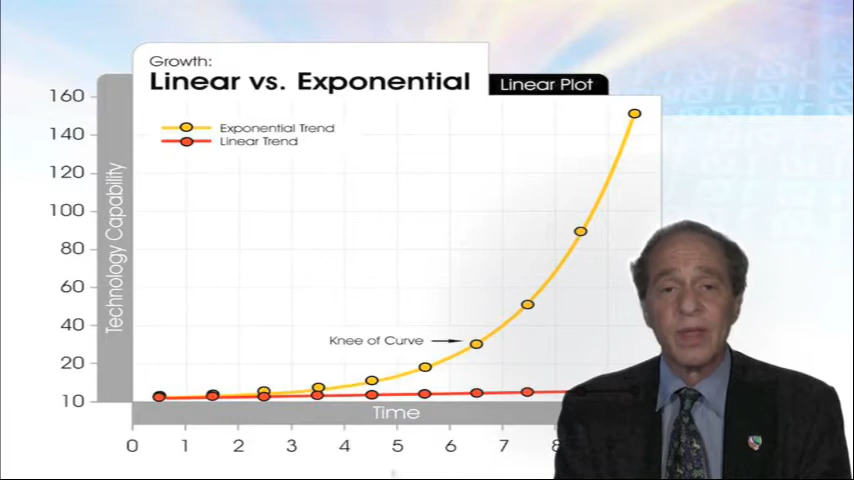 Growth:
Linear vs. Exponential
Linear Plot
Exponential Trend
Linear Trend
160
140
120
100
80
60
40
20
10
Technology Capability
Knee of Curve
Time
0 1 2 3 4 5 6 7 8